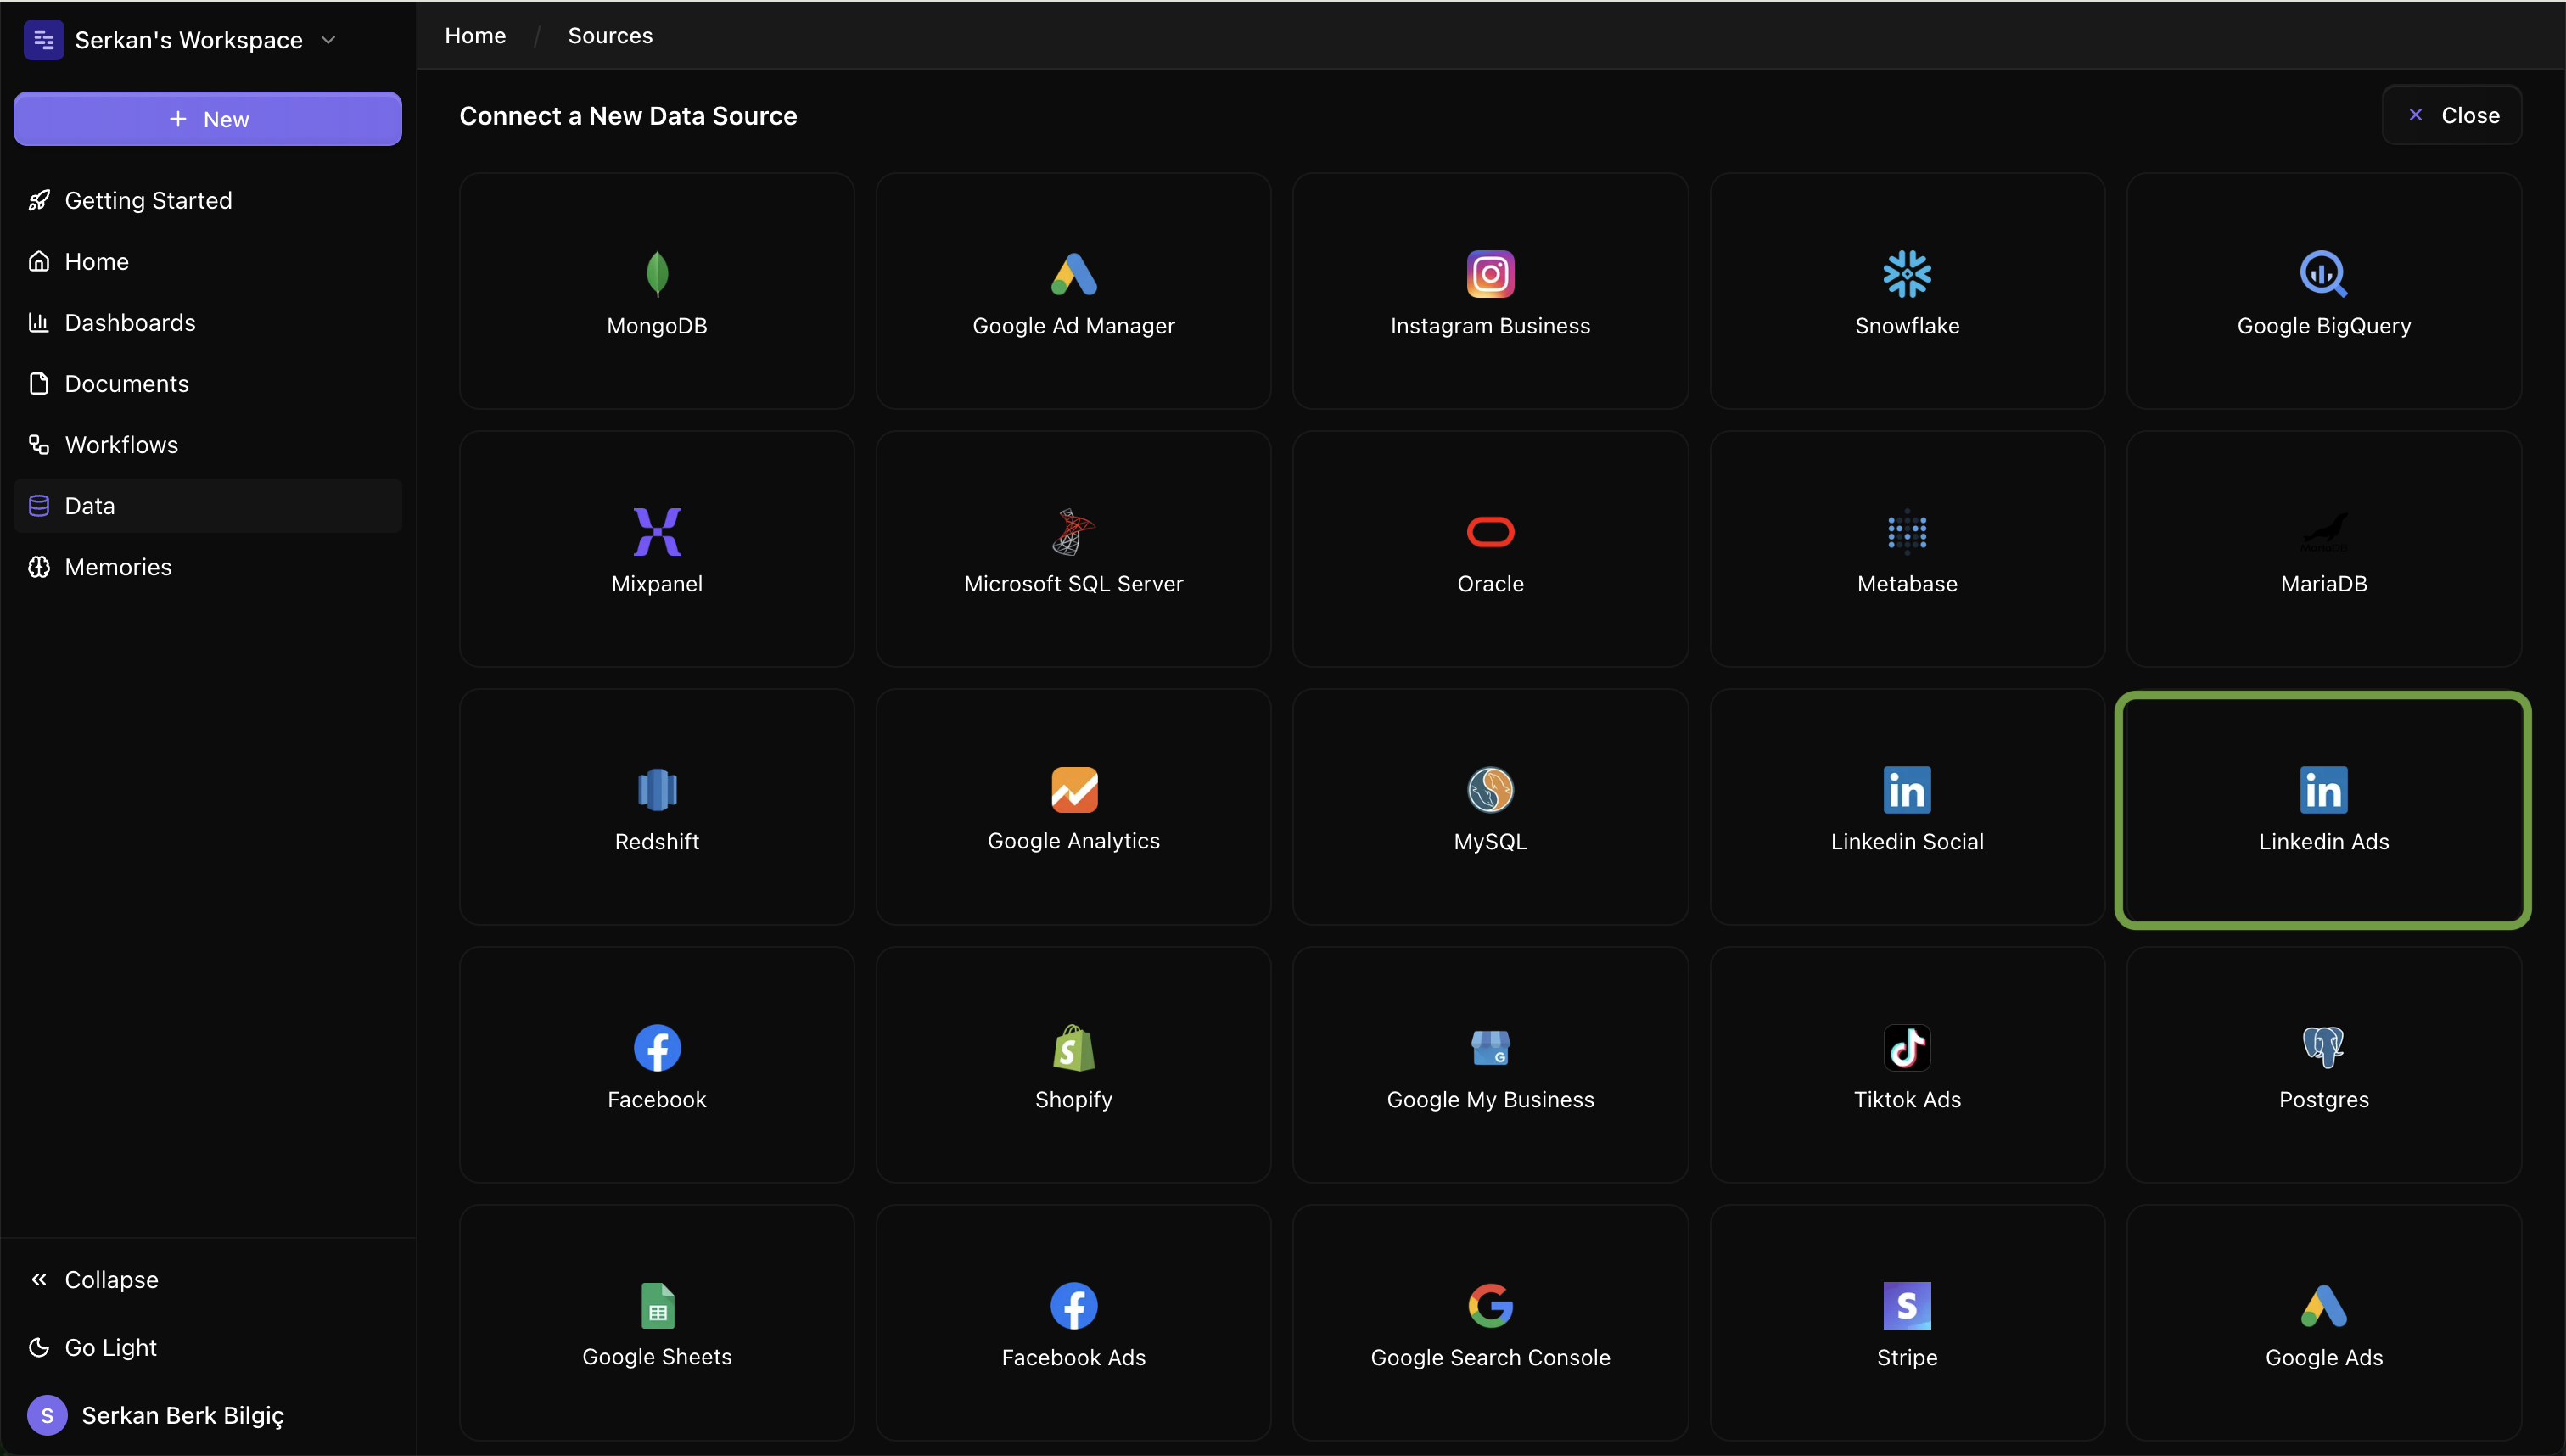 Serkan's Workspace
Home / Sources
+ New
Getting Started
Home
Dashboards
Documents
Workflows
Data
Memories
Collapse
Go Light
S Serkan Berk Bilgiç
Connect a New Data Source
Close
MongoDB
Google Ad Manager
Instagram Business
Snowflake
Google BigQuery
Mixpanel
Microsoft SQL Server
Oracle
Metabase
MariaDB
MariaDB
Redshift
Google Analytics
MySQL
in
Linkedin Social
in
Linkedin Ads
Facebook
Shopify
Google My Business
Tiktok Ads
Postgres
Google Sheets
Facebook Ads
Google Search Console
Stripe
Google Ads